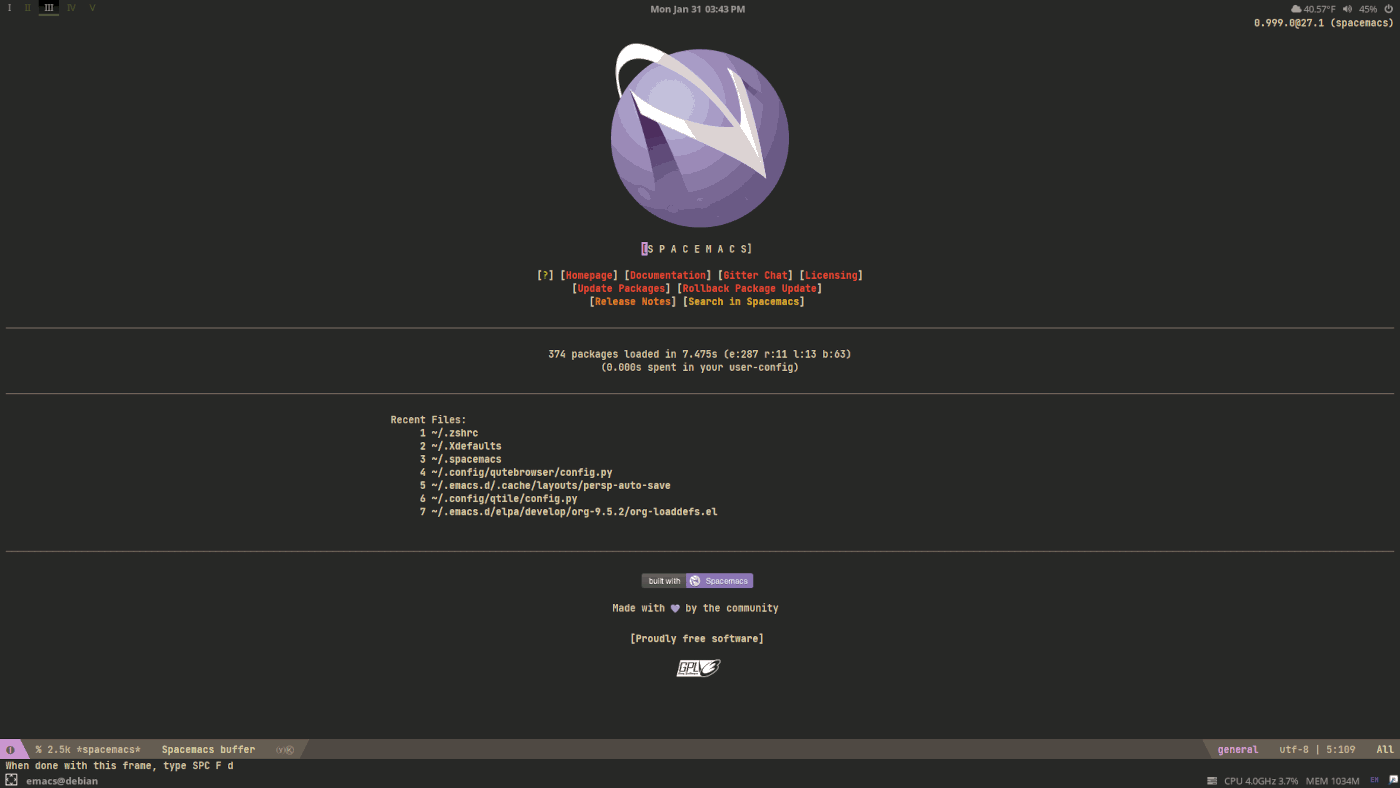 I II III IV V Mon Jan 31 03:43 PM 40.57°F 45%
0.999.0@27.1 (spacemacs)
[S P A C E M A C S]
[?] [Homepage] [Documentation] [Gitter Chat] [Licensing]
[Update Packages] [Rollback Package Update]
[Release Notes] [Search in Spacemacs]
374 packages loaded in 7.475s (e:287 r:11 l:13 b:63)
(0.000s spent in your user-config)
Recent Files:
1 ~/.zshrc
2 ~/.Xdefaults
3 ~/.spacemacs
4 ~/.config/qutebrowser/config.py
5 ~/.emacs.d/.cache/layouts/persp-auto-save
6 ~/.config/qtile/config.py
7 ~/.emacs.d/elpa/develop/org-9.5.2/org-loaddefs.el
built with Spacemacs
Made with by the community
[Proudly free software]
GPL
% 2.5k *spacemacs* Spacemacs buffer ⓨⓀ general utf-8 | 5:109 All
When done with this frame, type SPC F d
emacs@debian CPU 4.0GHz 3.7% MEM 1034M EM